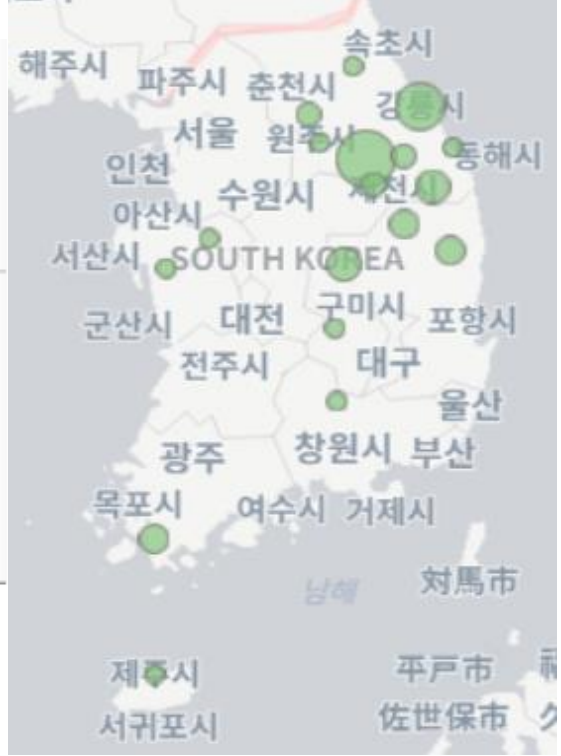 속초시
해주시
파주시 춘천시
강릉시
서울 원주시
동해시
인천
제천시
수원시
아산시
서산시 SOUTH KOREA
구미시
군산시 대전 포항시
전주시 대구
울산
창원시 부산
광주
목포시 여수시 거제시
남해
対馬市
제주시 平戸市
서귀포시 佐世保市